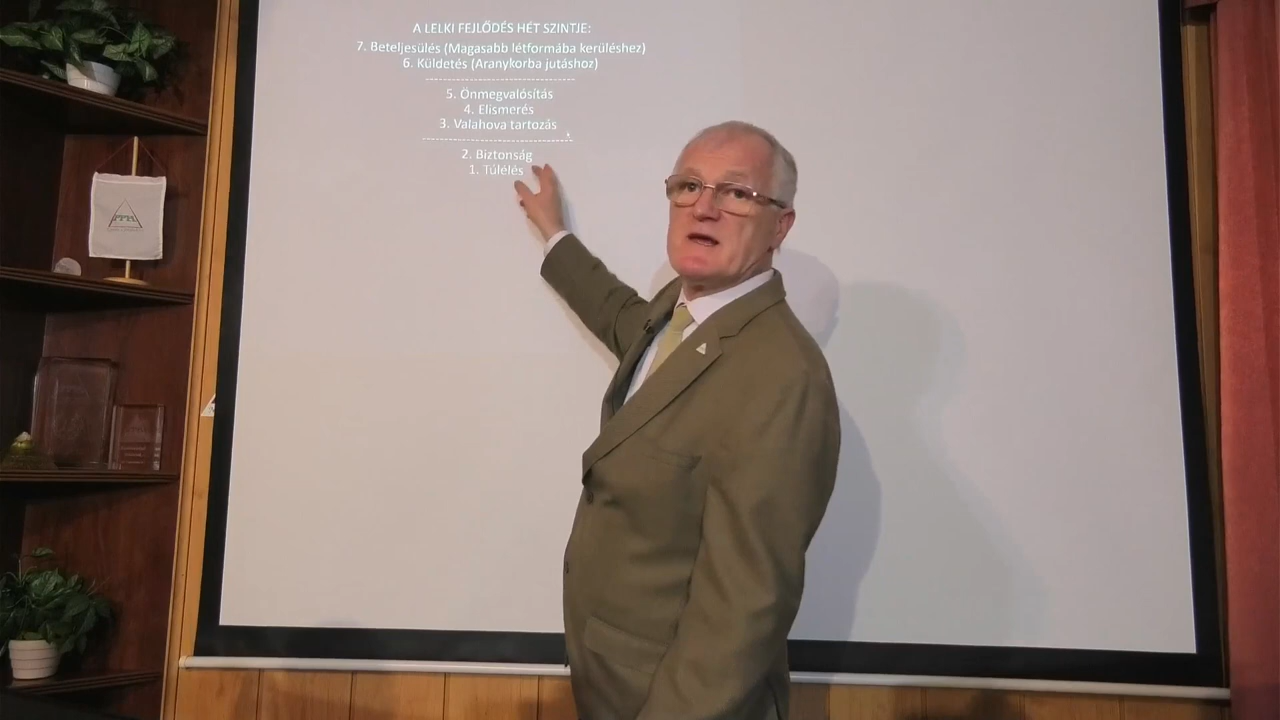 A LELKI FEJLŐDÉS HÉT SZINTJE:
7. Beteljesülés (Magasabb létformába kerüléshez)
6. Küldetés (Aranykorba jutáshoz)
5. Önmegvalósítás
4. Elismerés
3. Valahova tartozás
2. Biztonság
1. Túlélés